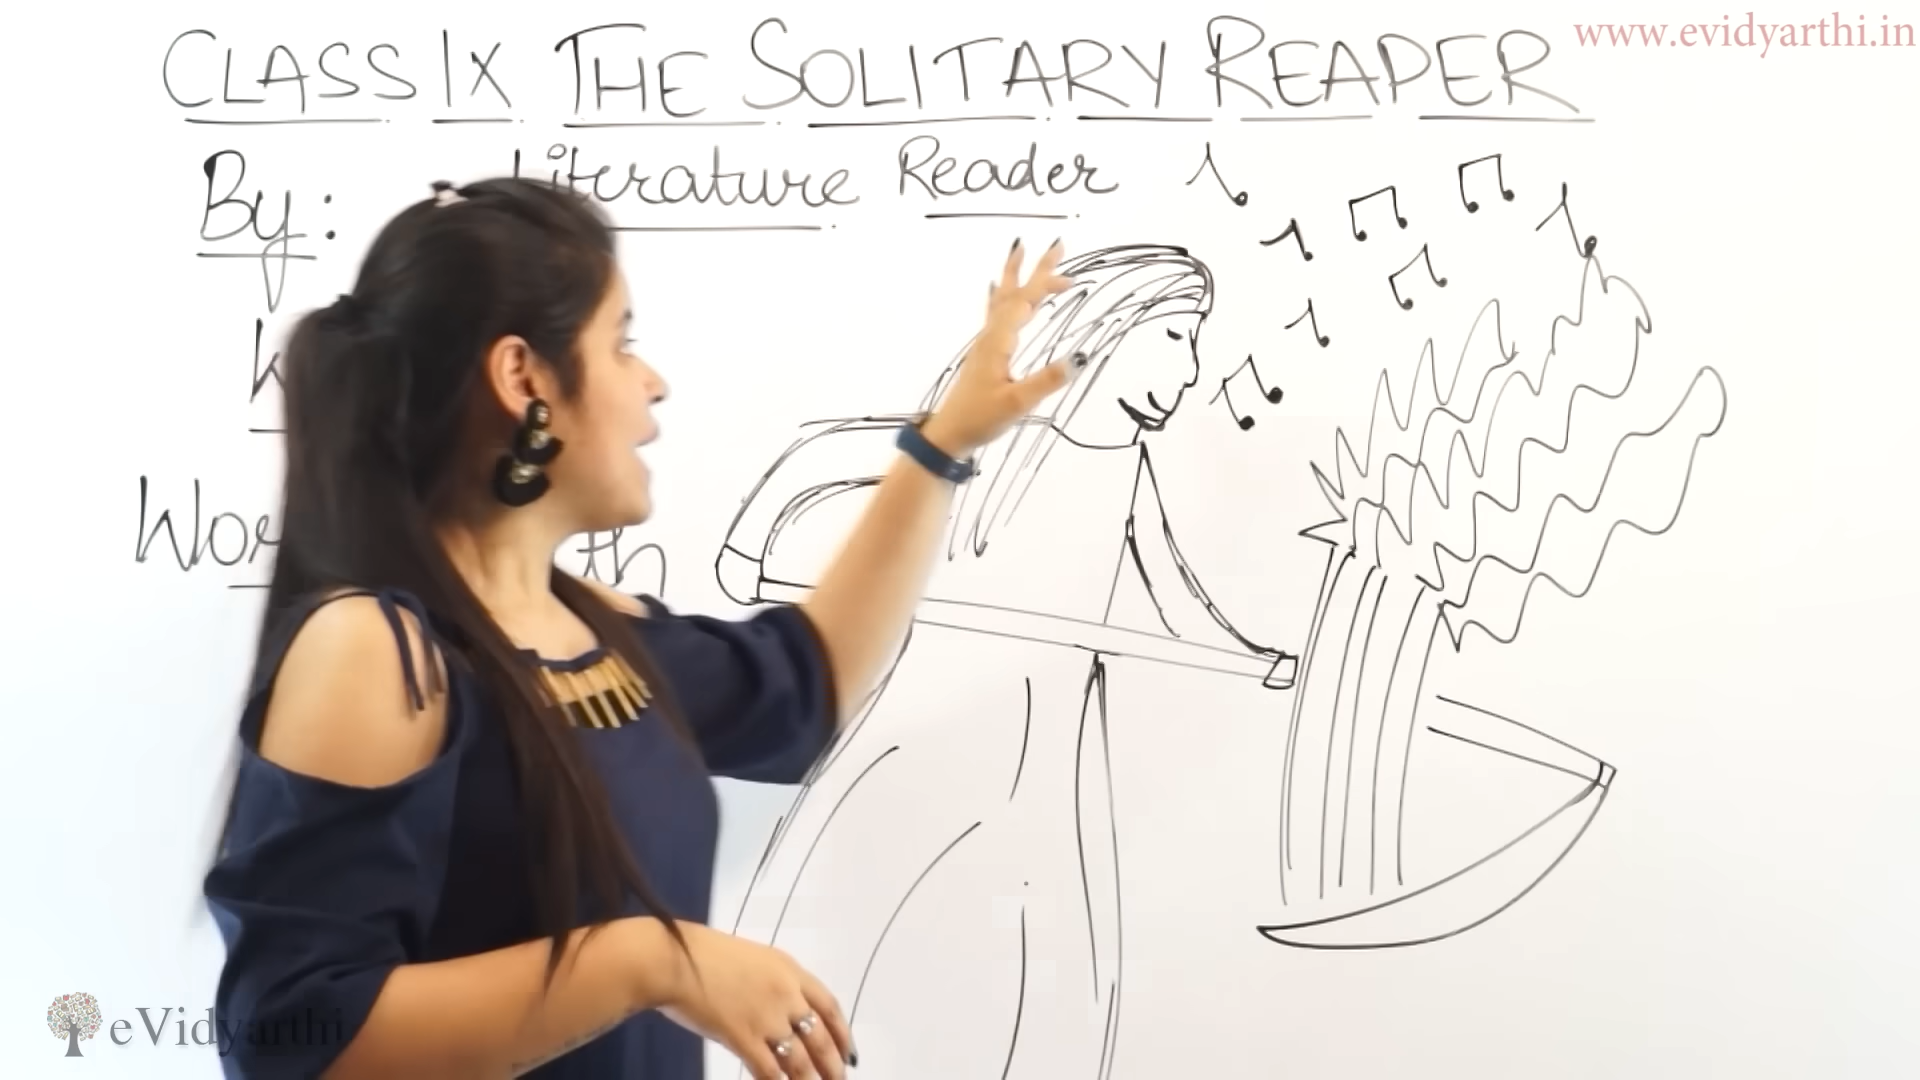 www.evidyarthi.in
CLASS IX THE SOLITARY REAPER
Literature Reader
By:
eVidyarthi